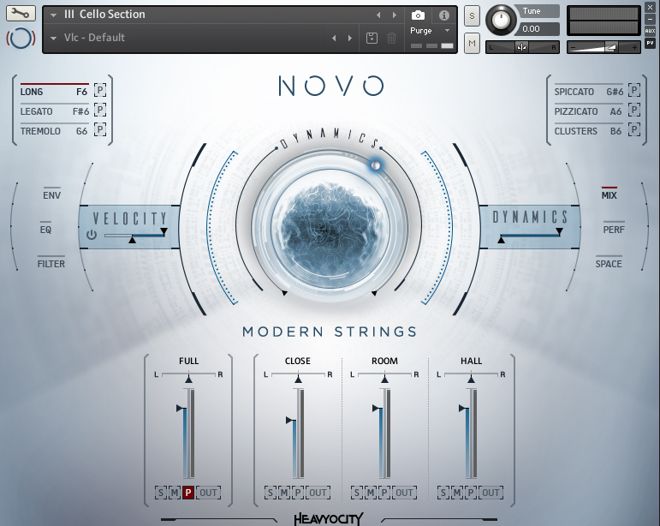 III Cello Section
Vlc - Default
Purge
S
M
Tune
0.00
L R
AUX
PV
NOVO
LONG F6 P
LEGATO F#6 P
TREMOLO G6 P
SPICCATO G#6 P
PIZZICATO A6 P
CLUSTERS B6 P
DYNAMICS
ENV
EQ
FILTER
VELOCITY
DYNAMICS
MIX
PERF
SPACE
MODERN STRINGS
FULL
L R
S M P OUT
CLOSE
L R
S M P OUT
ROOM
L R
S M P OUT
HALL
L R
S M P OUT
HEAVYOCITY